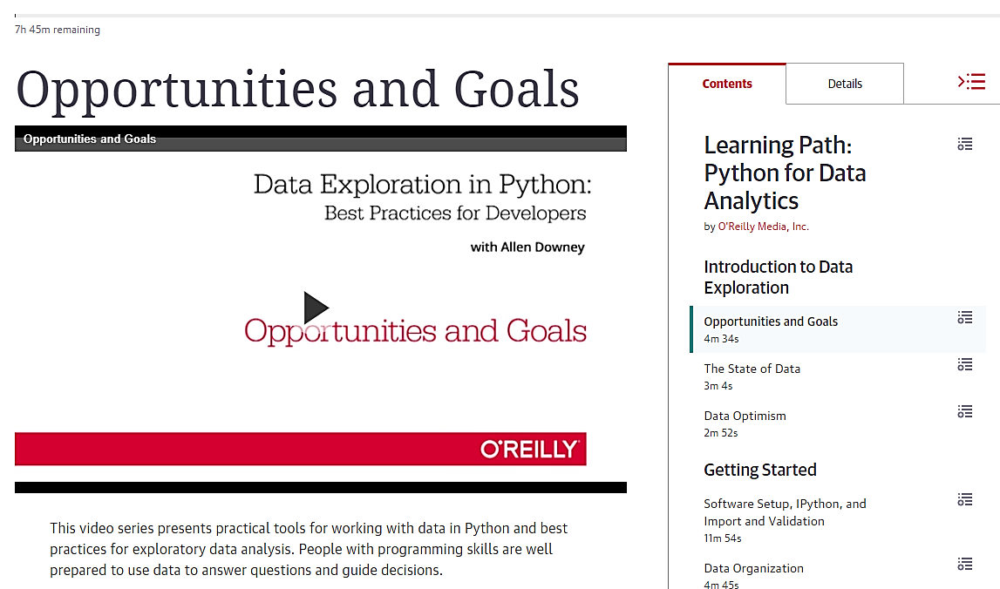 7h 45m remaining
Opportunities and Goals
Opportunities and Goals
Data Exploration in Python:
Best Practices for Developers
with Allen Downey
Opportunities and Goals
O'REILLY
This video series presents practical tools for working with data in Python and best
practices for exploratory data analysis. People with programming skills are well
prepared to use data to answer questions and guide decisions.
Contents
Details
Learning Path:
Python for Data
Analytics
by O'Reilly Media, Inc.
Introduction to Data
Exploration
Opportunities and Goals
4m 34s
The State of Data
3m 4s
Data Optimism
2m 52s
Getting Started
Software Setup, IPython, and
Import and Validation
11m 54s
Data Organization
4m 45s